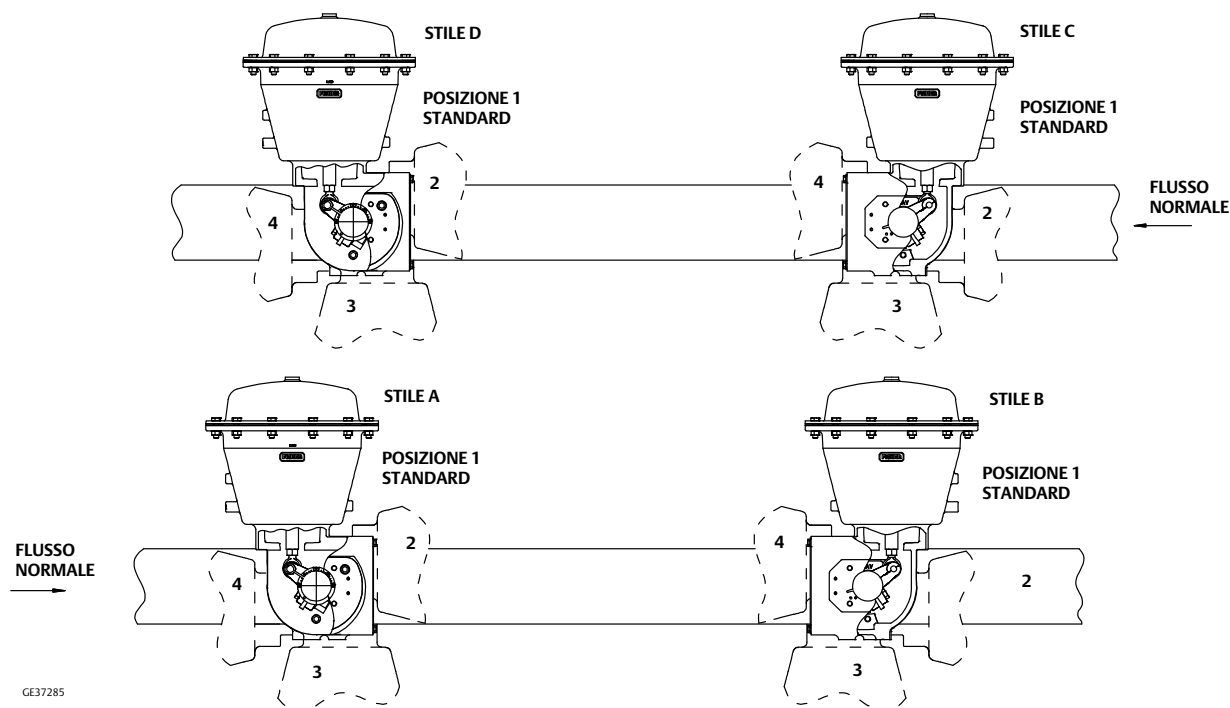 STILE D
STILE C
POSIZIONE 1
STANDARD
POSIZIONE 1
STANDARD
2
4
FLUSSO
NORMALE
4
2
3
3
STILE A
STILE B
POSIZIONE 1
STANDARD
POSIZIONE 1
STANDARD
FLUSSO
NORMALE
2
4
4
2
3
3
GE37285